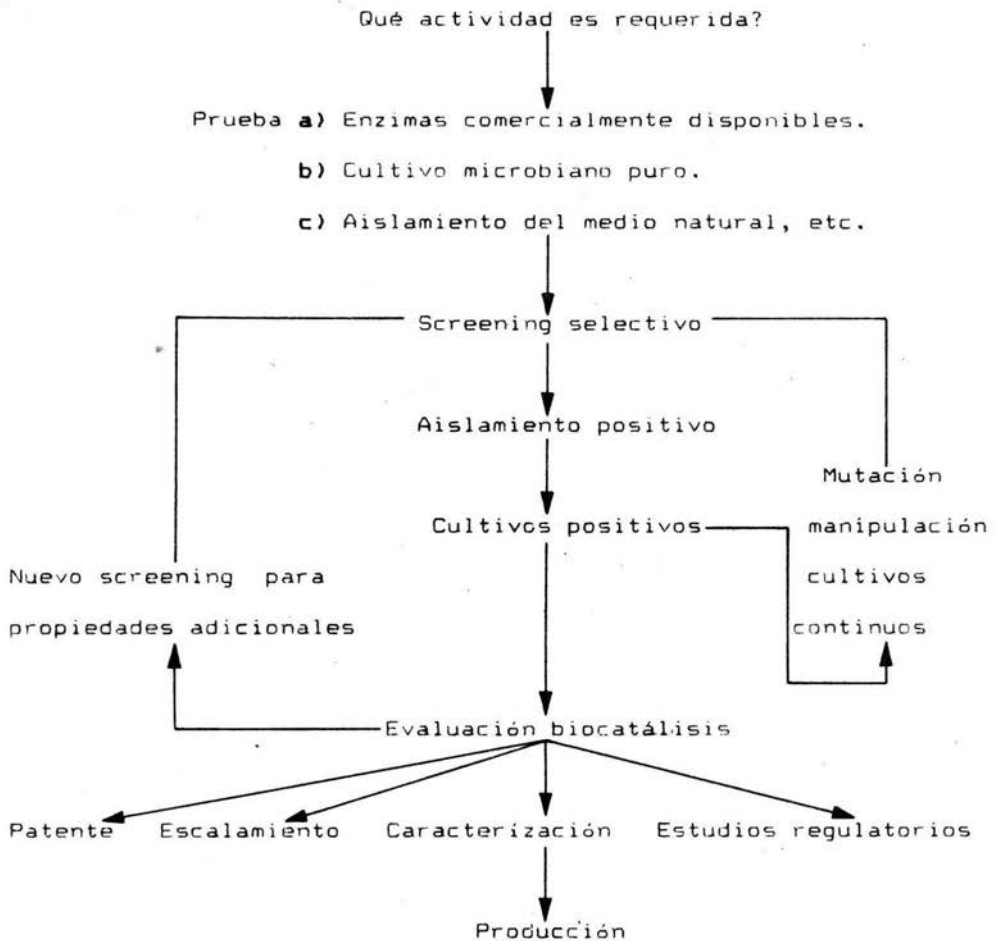 Qué actividad es requerida?
Prueba a) Enzimas comercialmente disponibles.
b) Cultivo microbiano puro.
c) Aislamiento del medio natural, etc.
Screening selectivo
Aislamiento positivo
Mutación
Cultivos positivos
manipulación
Nuevo screening para
cultivos
propiedades adicionales
continuos
Evaluación biocatálisis
Patente
Escalamiento
Caracterización
Estudios regulatorios
Producción